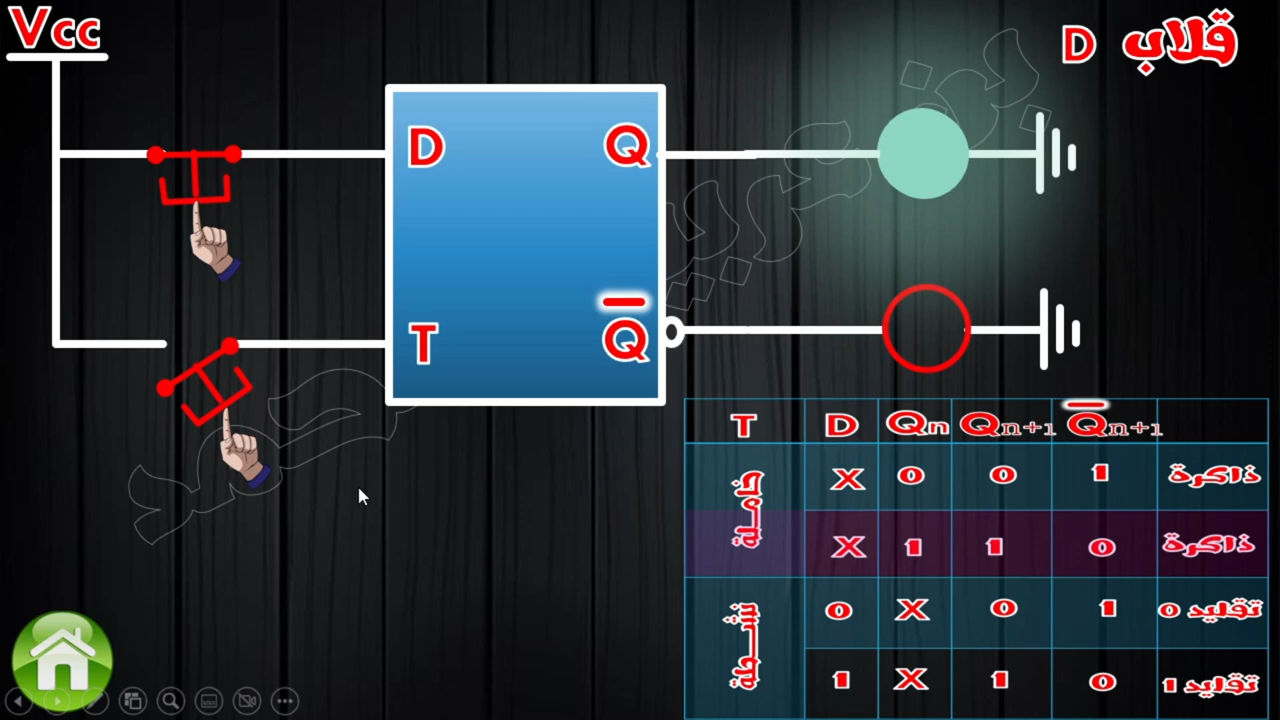 Vcc
قلاب D
D
Q
T
Q̅
T D Qn Qn+1 Q̅n+1
خاملة X 0 0 1 ذاكرة
X 1 1 0 ذاكرة
نشـــطة 0 X 0 1 تقليد 0
1 X 1 0 تقليد 1